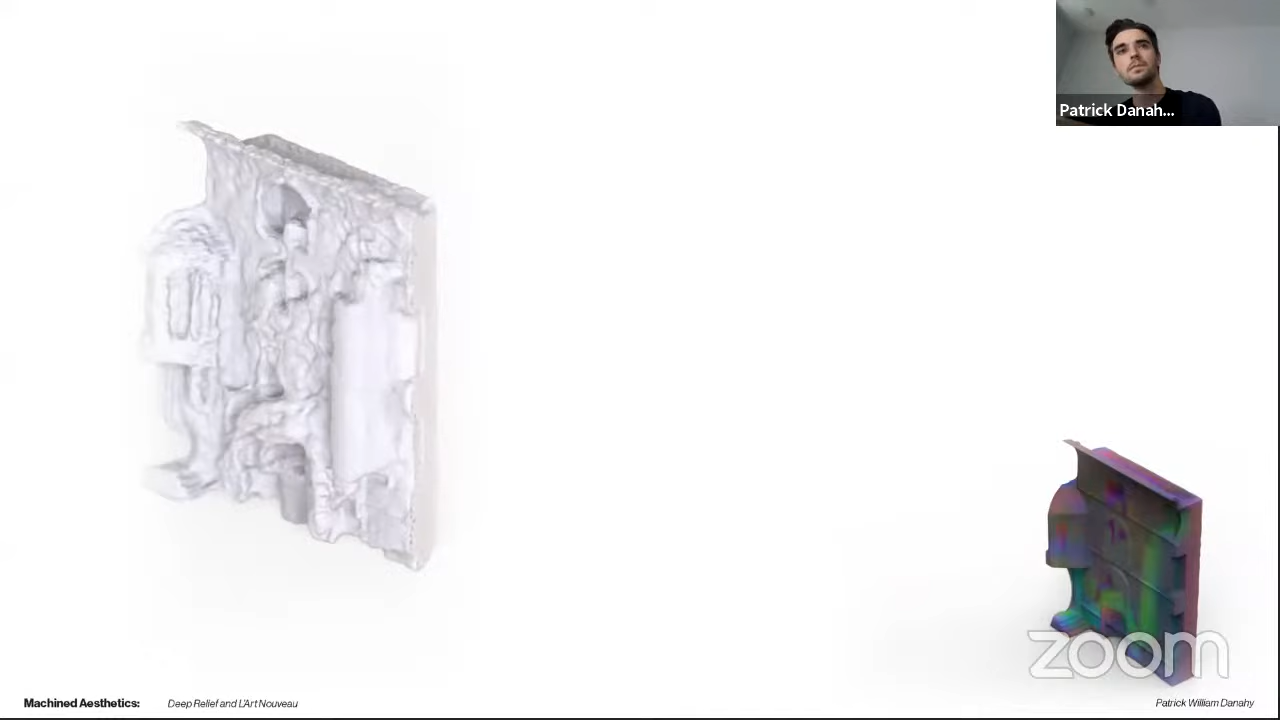 Patrick Danah...
zoom
Machined Aesthetics: Deep Relief and L'Art Nouveau
Patrick William Danahy